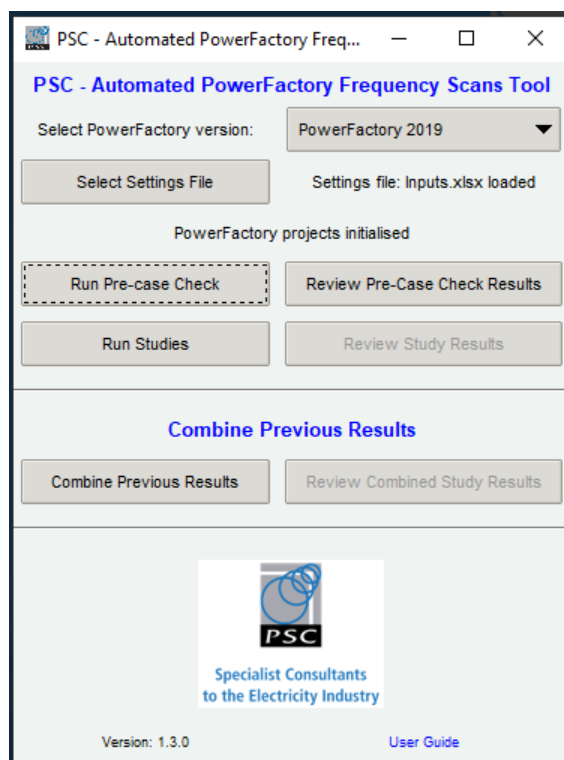 PSC - Automated PowerFactory Freq...
PSC - Automated PowerFactory Frequency Scans Tool
Select PowerFactory version: PowerFactory 2019
Select Settings File Settings file: Inputs.xlsx loaded
PowerFactory projects initialised
Run Pre-case Check Review Pre-Case Check Results
Run Studies Review Study Results
Combine Previous Results
Combine Previous Results Review Combined Study Results
PSC
Specialist Consultants
to the Electricity Industry
Version: 1.3.0 User Guide